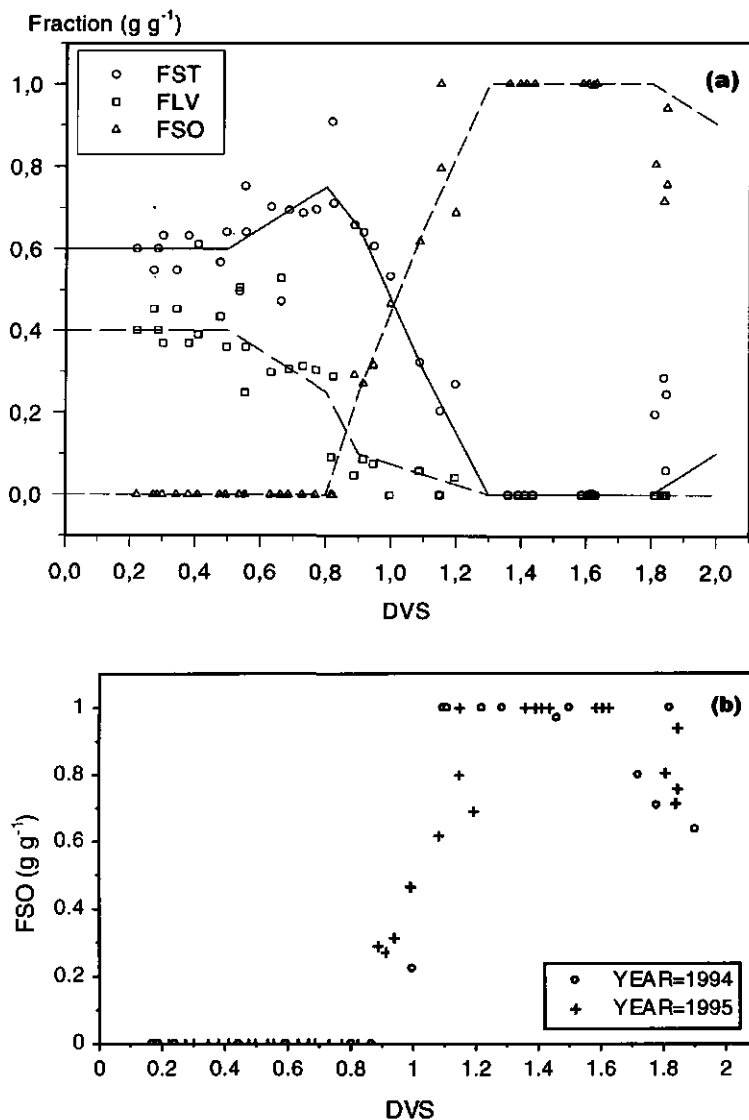 Fraction (g g⁻¹)
(a)
FST
FLV
FSO
1,0
0,8
0,6
0,4
0,2
0,0
0,0 0,2 0,4 0,6 0,8 1,0 1,2 1,4 1,6 1,8 2,0
DVS
(b)
FSO (g g⁻¹)
1
0.8
0.6
0.4
0.2
0
YEAR=1994
YEAR=1995
0 0.2 0.4 0.6 0.8 1 1.2 1.4 1.6 1.8 2
DVS